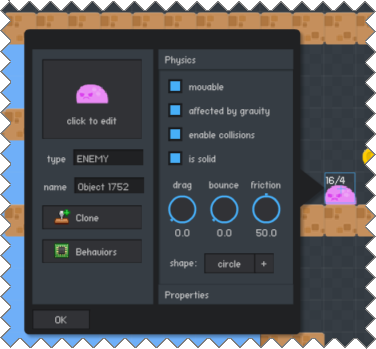 Physics
movable
click to edit
affected by gravity
enable collisions
type ENEMY
is solid
name Object 1752
drag bounce friction
Clone
0.0 0.0 50.0
Behaviors
shape: circle +
Properties
OK
16/4